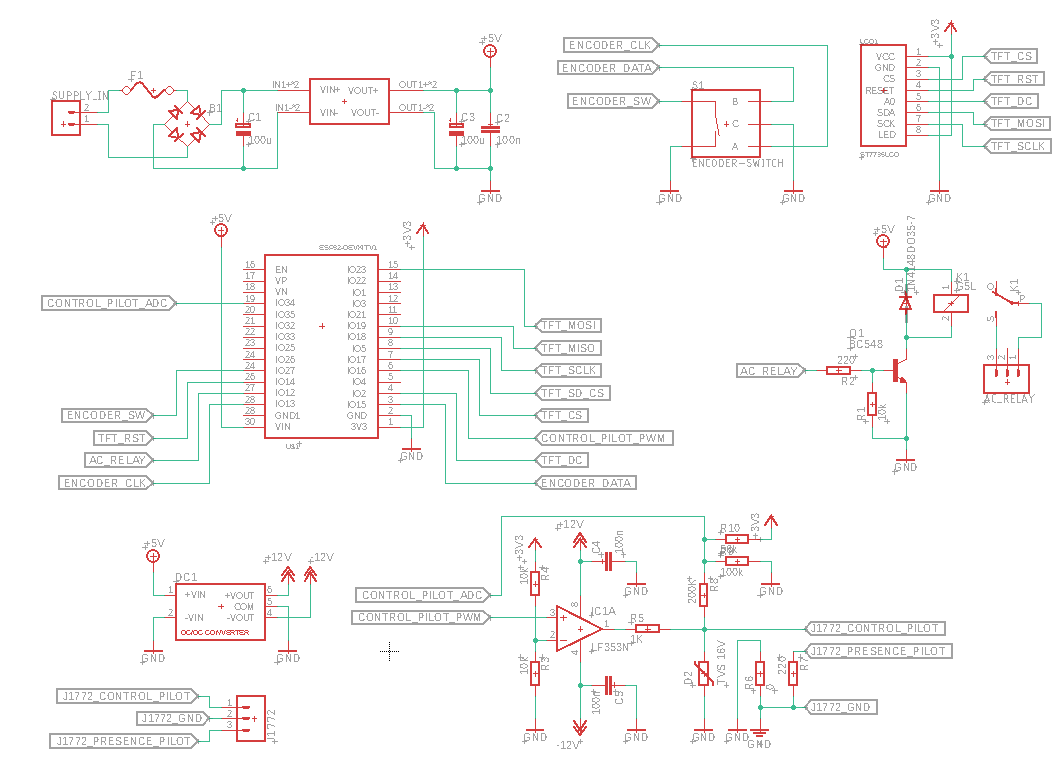 SUPPLY_IN
2
1
F1
B1
C1
100u
IN1+*2
IN1-*2
VIN+ VOUT+
VIN- VOUT-
OUT1+*2
OUT1-*2
+5V
C3
100u
C2
100n
GND
ENCODER_CLK
ENCODER_DATA
ENCODER_SW
S1
B
C
A
ENCODER-SWITCH
GND
GND
LCD1
+3V3
VCC 1
GND 2
CS 3
RESET 4
A0 5
SDA 6
SCK 7
LED 8
TFT_CS
TFT_RST
TFT_DC
TFT_MOSI
TFT_SCLK
GND
+5V
+3V3
16 EN IO23 15
17 VP IO22 14
18 VN IO1 13
19 IO34 IO3 12
20 IO35 IO21 11
21 IO32 IO19 10
22 IO33 IO18 9
23 IO25 IO5 8
24 IO26 IO17 7
24 IO27 IO16 6
26 IO14 IO4 5
27 IO12 IO2 4
28 IO13 IO15 3
28 GND1 GND 2
30 VIN 3V3 1
CONTROL_PILOT_ADC
ENCODER_SW
TFT_RST
AC_RELAY
ENCODER_CLK
TFT_MOSI
TFT_MISO
TFT_SCLK
TFT_SD_CS
TFT_CS
CONTROL_PILOT_PWM
TFT_DC
ENCODER_DATA
GND
+5V
D1
1N4148DO35-7
K1
G5L
1
2
K1
O
P
S
Q1
BC548
AC_RELAY
220
R2
R1
10k
3
2
1
AC_RELAY
GND
+5V
+12V
-12V
DC1
1 +VIN +VOUT 6
COM 5
2 -VIN -VOUT 4
DC/DC CONVERTER
GND
GND
J1772_CONTROL_PILOT
J1772_GND
J1772_PRESENCE_PILOT
1
2
3
J1772
CONTROL_PILOT_ADC
CONTROL_PILOT_PWM
+3V3
10k
R4
+12V
C4
100n
GND
3
2
8
1
4
IC1A
LF353N
R5
1K
10k
R3
100n
C5
GND
-12V
GND
R10
+3V3
100k
GND
200K
R8
D2
TVS 16V
GND
R6
0
220
R7
GND
GND
J1772_CONTROL_PILOT
J1772_PRESENCE_PILOT
J1772_GND